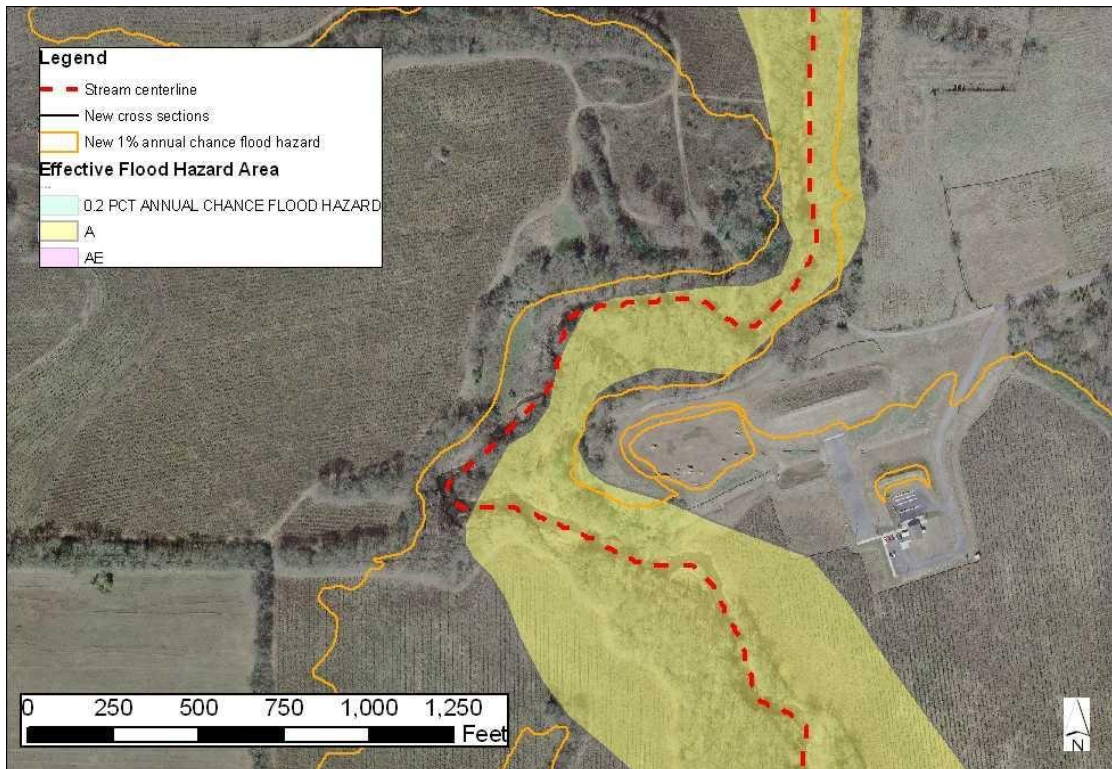 Legend
Stream centerline
New cross sections
New 1% annual chance flood hazard
Effective Flood Hazard Area
...
0.2 PCT ANNUAL CHANCE FLOOD HAZARD
A
AE
0 250 500 750 1,000 1,250
Feet
N